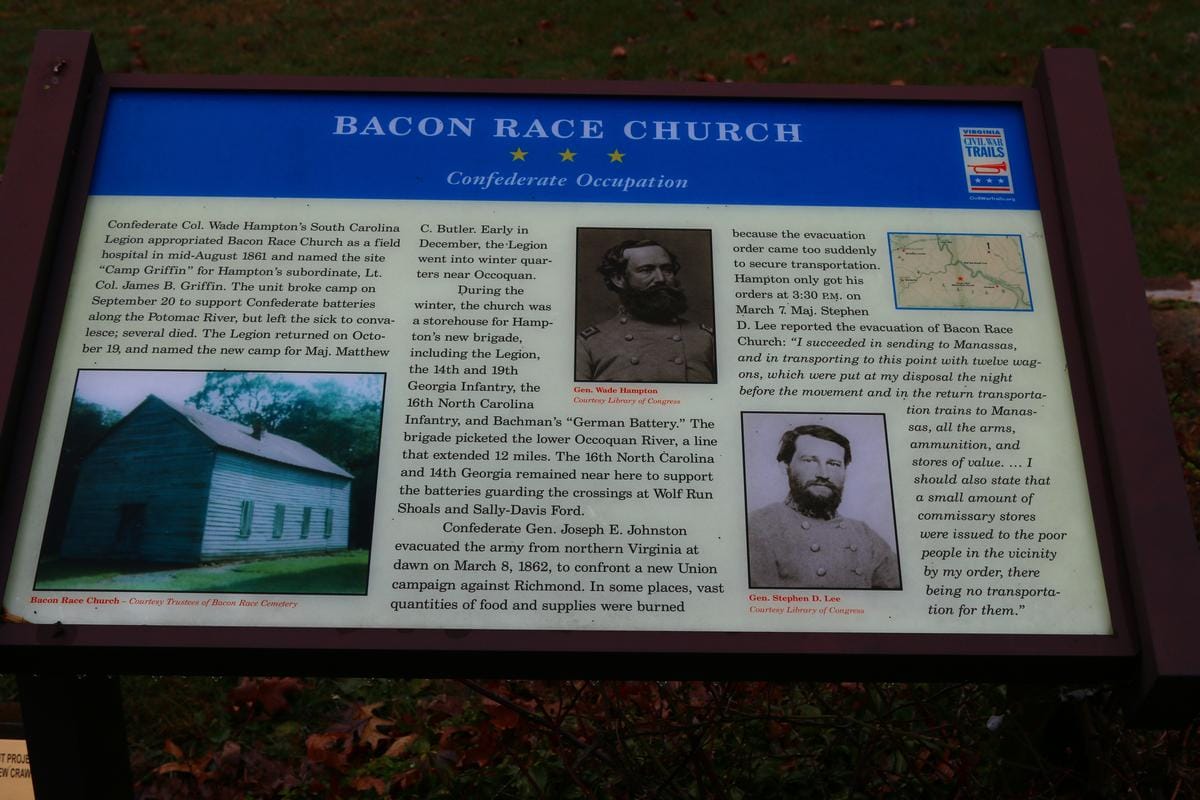 BACON RACE CHURCH
Confederate Occupation
VIRGINIA
CIVIL WAR
TRAILS
CivilWarTrails.org
Confederate Col. Wade Hampton's South Carolina
Legion appropriated Bacon Race Church as a field
hospital in mid-August 1861 and named the site
“Camp Griffin” for Hampton's subordinate, Lt.
Col. James B. Griffin. The unit broke camp on
September 20 to support Confederate batteries
along the Potomac River, but left the sick to conva-
lesce; several died. The Legion returned on Octo-
ber 19, and named the new camp for Maj. Matthew
Bacon Race Church – Courtesy Trustees of Bacon Race Cemetery
C. Butler. Early in
December, the Legion
went into winter quar-
ters near Occoquan.
During the
winter, the church was
a storehouse for Hamp-
ton's new brigade,
including the Legion,
the 14th and 19th
Georgia Infantry, the
16th North Carolina
Infantry, and Bachman's “German Battery.” The
brigade picketed the lower Occoquan River, a line
that extended 12 miles. The 16th North Carolina
and 14th Georgia remained near here to support
the batteries guarding the crossings at Wolf Run
Shoals and Sally-Davis Ford.
Confederate Gen. Joseph E. Johnston
evacuated the army from northern Virginia at
dawn on March 8, 1862, to confront a new Union
campaign against Richmond. In some places, vast
quantities of food and supplies were burned
Gen. Wade Hampton
Courtesy Library of Congress
because the evacuation
order came too suddenly
to secure transportation.
Hampton only got his
orders at 3:30 P.M. on
March 7. Maj. Stephen
D. Lee reported the evacuation of Bacon Race
Church: “I succeeded in sending to Manassas,
and in transporting to this point with twelve wag-
ons, which were put at my disposal the night
before the movement and in the return transporta-
tion trains to Manas-
sas, all the arms,
ammunition, and
stores of value. … I
should also state that
a small amount of
commissary stores
were issued to the poor
people in the vicinity
by my order, there
being no transporta-
tion for them.”
Gen. Stephen D. Lee
Courtesy Library of Congress